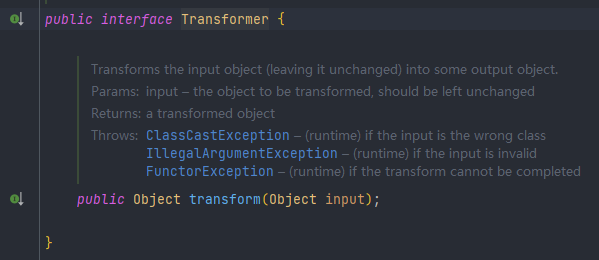 public interface Transformer {
Transforms the input object (leaving it unchanged) into some output object.
Params: input – the object to be transformed, should be left unchanged
Returns: a transformed object
Throws: ClassCastException – (runtime) if the input is the wrong class
IllegalArgumentException – (runtime) if the input is invalid
FunctorException – (runtime) if the transform cannot be completed
public Object transform(Object input);
}